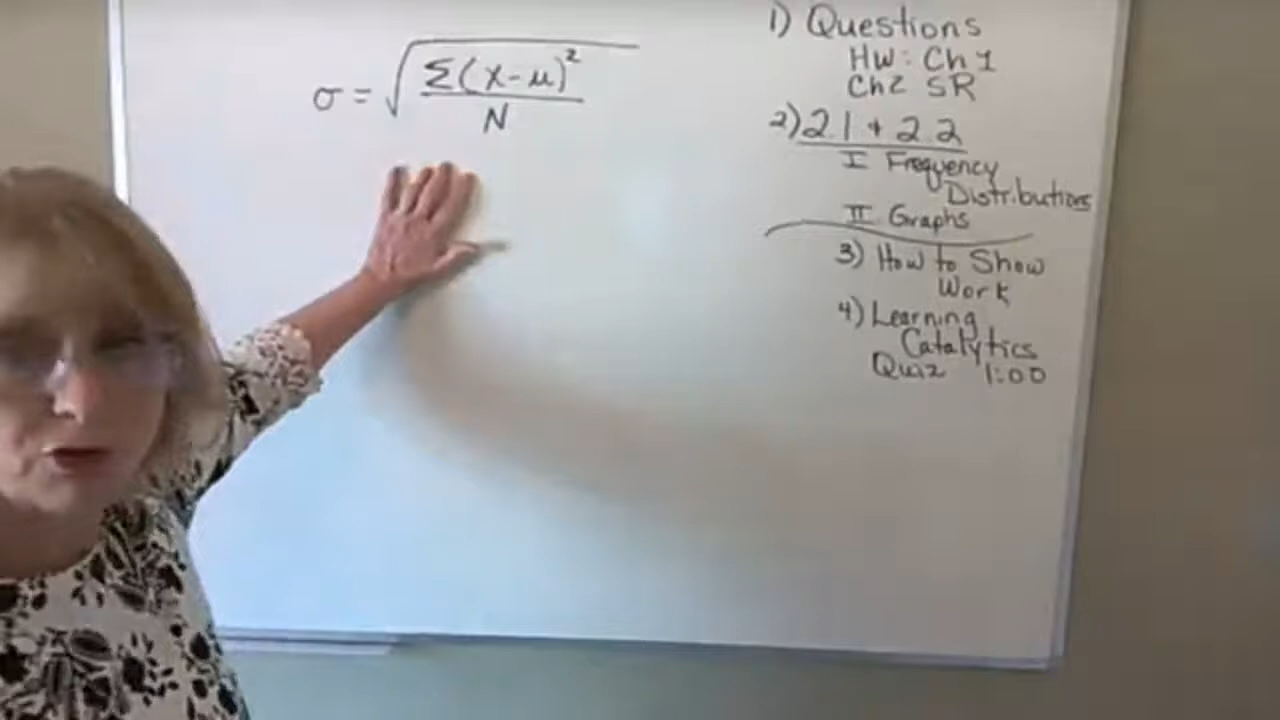 σ = √(Σ(x-μ)² / N)
1) Questions
HW: Ch 1
Ch2 SR
2) 2.1 + 2.2
I Frequency
Distributions
II Graphs
3) How to Show
Work
4) Learning
Catalytics
Quiz 1:00